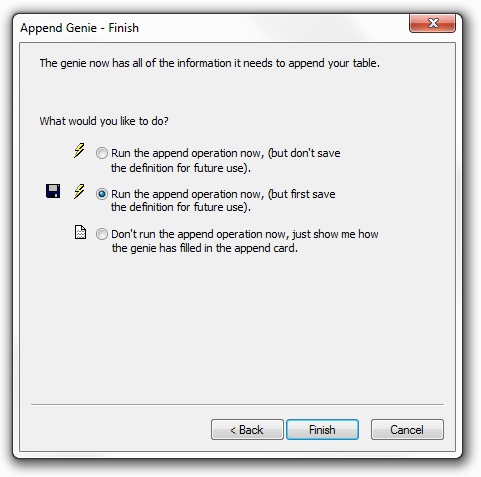 Append Genie - Finish
The genie now has all of the information it needs to append your table.
What would you like to do?
Run the append operation now, (but don't save
the definition for future use).
Run the append operation now, (but first save
the definition for future use).
Don't run the append operation now, just show me how
the genie has filled in the append card.
< Back
Finish
Cancel